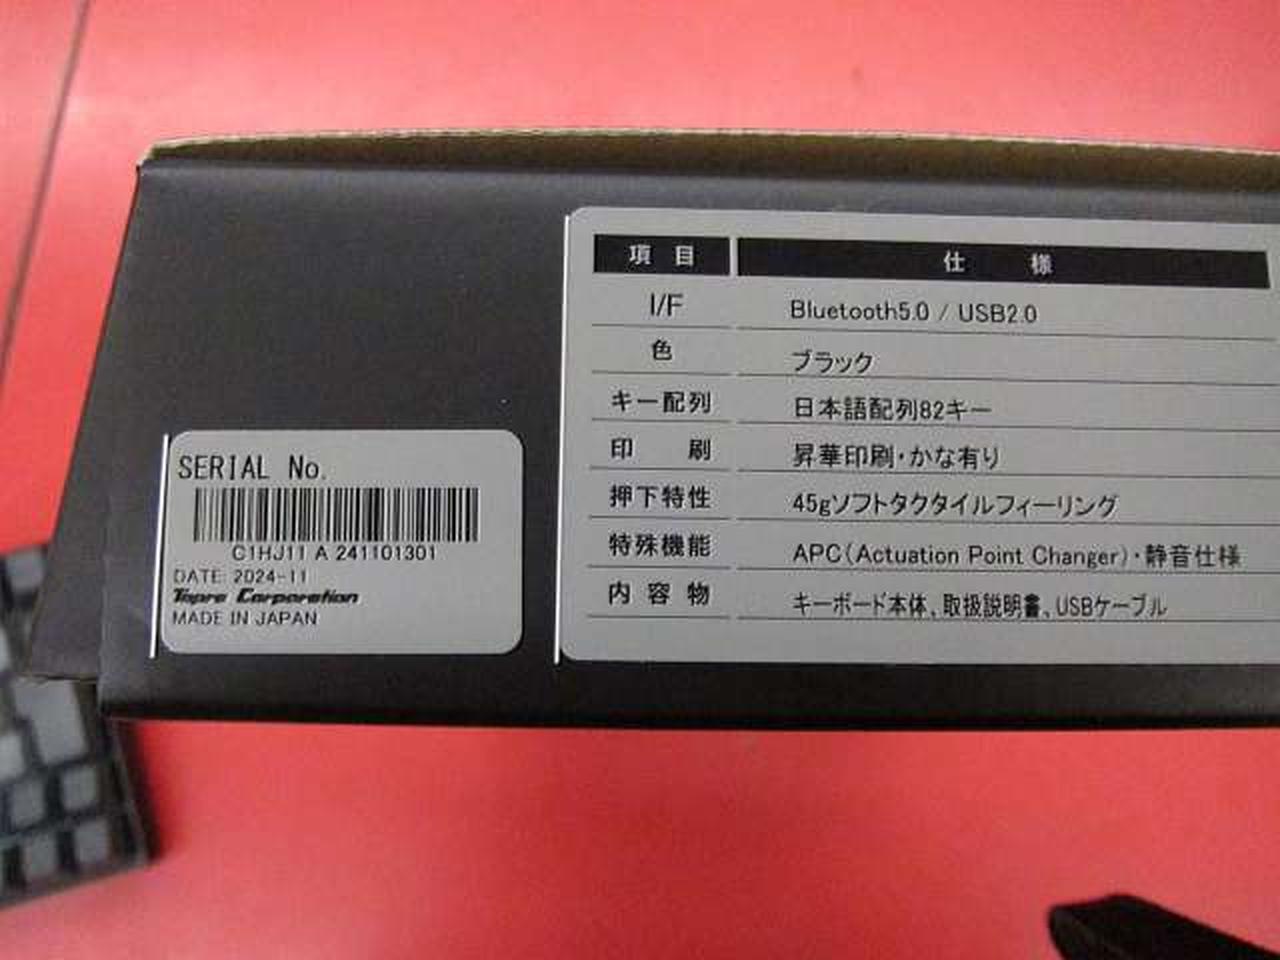 項目 仕様
I/F Bluetooth5.0 / USB2.0
色 ブラック
キー配列 日本語配列82キー
印刷 昇華印刷・かな有り
押下特性 45gソフトタクタイルフィーリング
特殊機能 APC(Actuation Point Changer)・静音仕様
内容物 キーボード本体、取扱説明書、USBケーブル
SERIAL No.
C1HJ11 A 241101301
DATE: 2024-11
Topre Corporation
MADE IN JAPAN